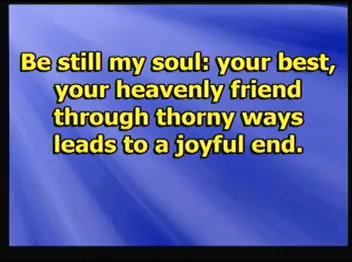 Be still my soul: your best,
your heavenly friend
through thorny ways
leads to a joyful end.